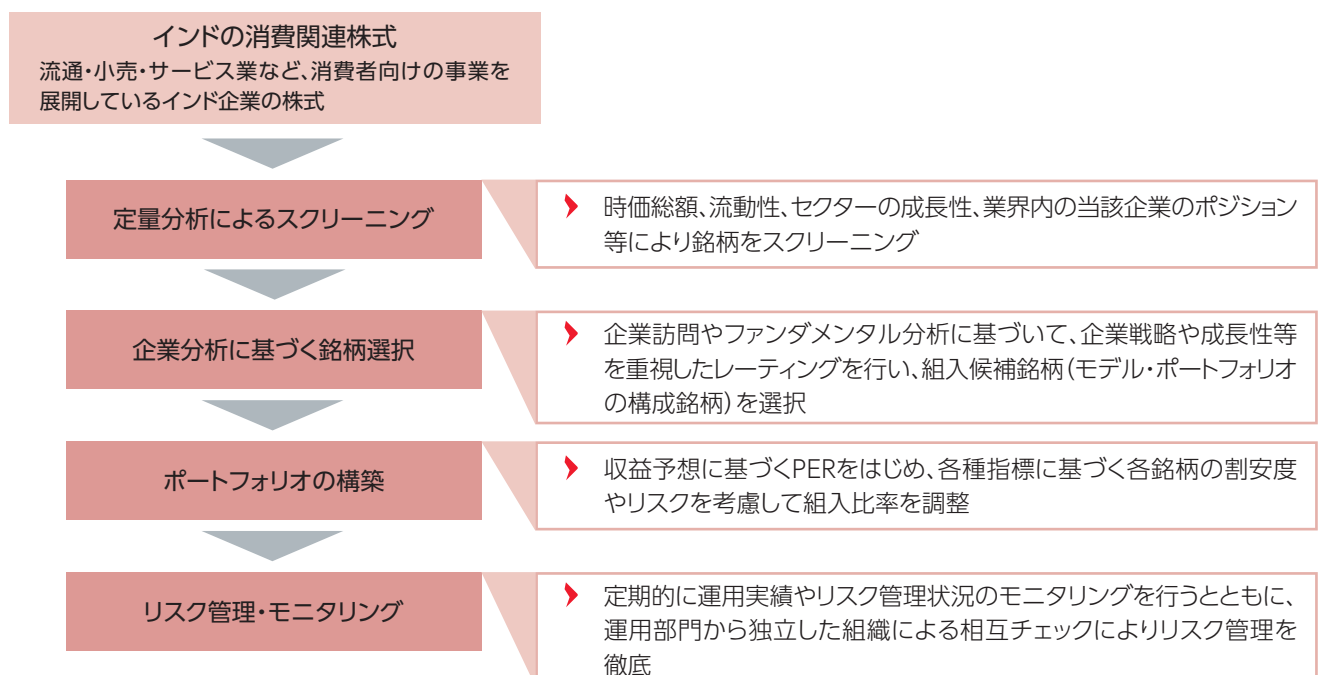 インドの消費関連株式
流通・小売・サービス業など、消費者向けの事業を
展開しているインド企業の株式
定量分析によるスクリーニング
時価総額、流動性、セクターの成長性、業界内の当該企業のポジション
等により銘柄をスクリーニング
企業分析に基づく銘柄選択
企業訪問やファンダメンタル分析に基づいて、企業戦略や成長性等
を重視したレーティングを行い、組入候補銘柄(モデル・ポートフォリオ
の構成銘柄)を選択
ポートフォリオの構築
収益予想に基づくPERをはじめ、各種指標に基づく各銘柄の割安度
やリスクを考慮して組入比率を調整
リスク管理・モニタリング
定期的に運用実績やリスク管理状況のモニタリングを行うとともに、
運用部門から独立した組織による相互チェックによりリスク管理を
徹底